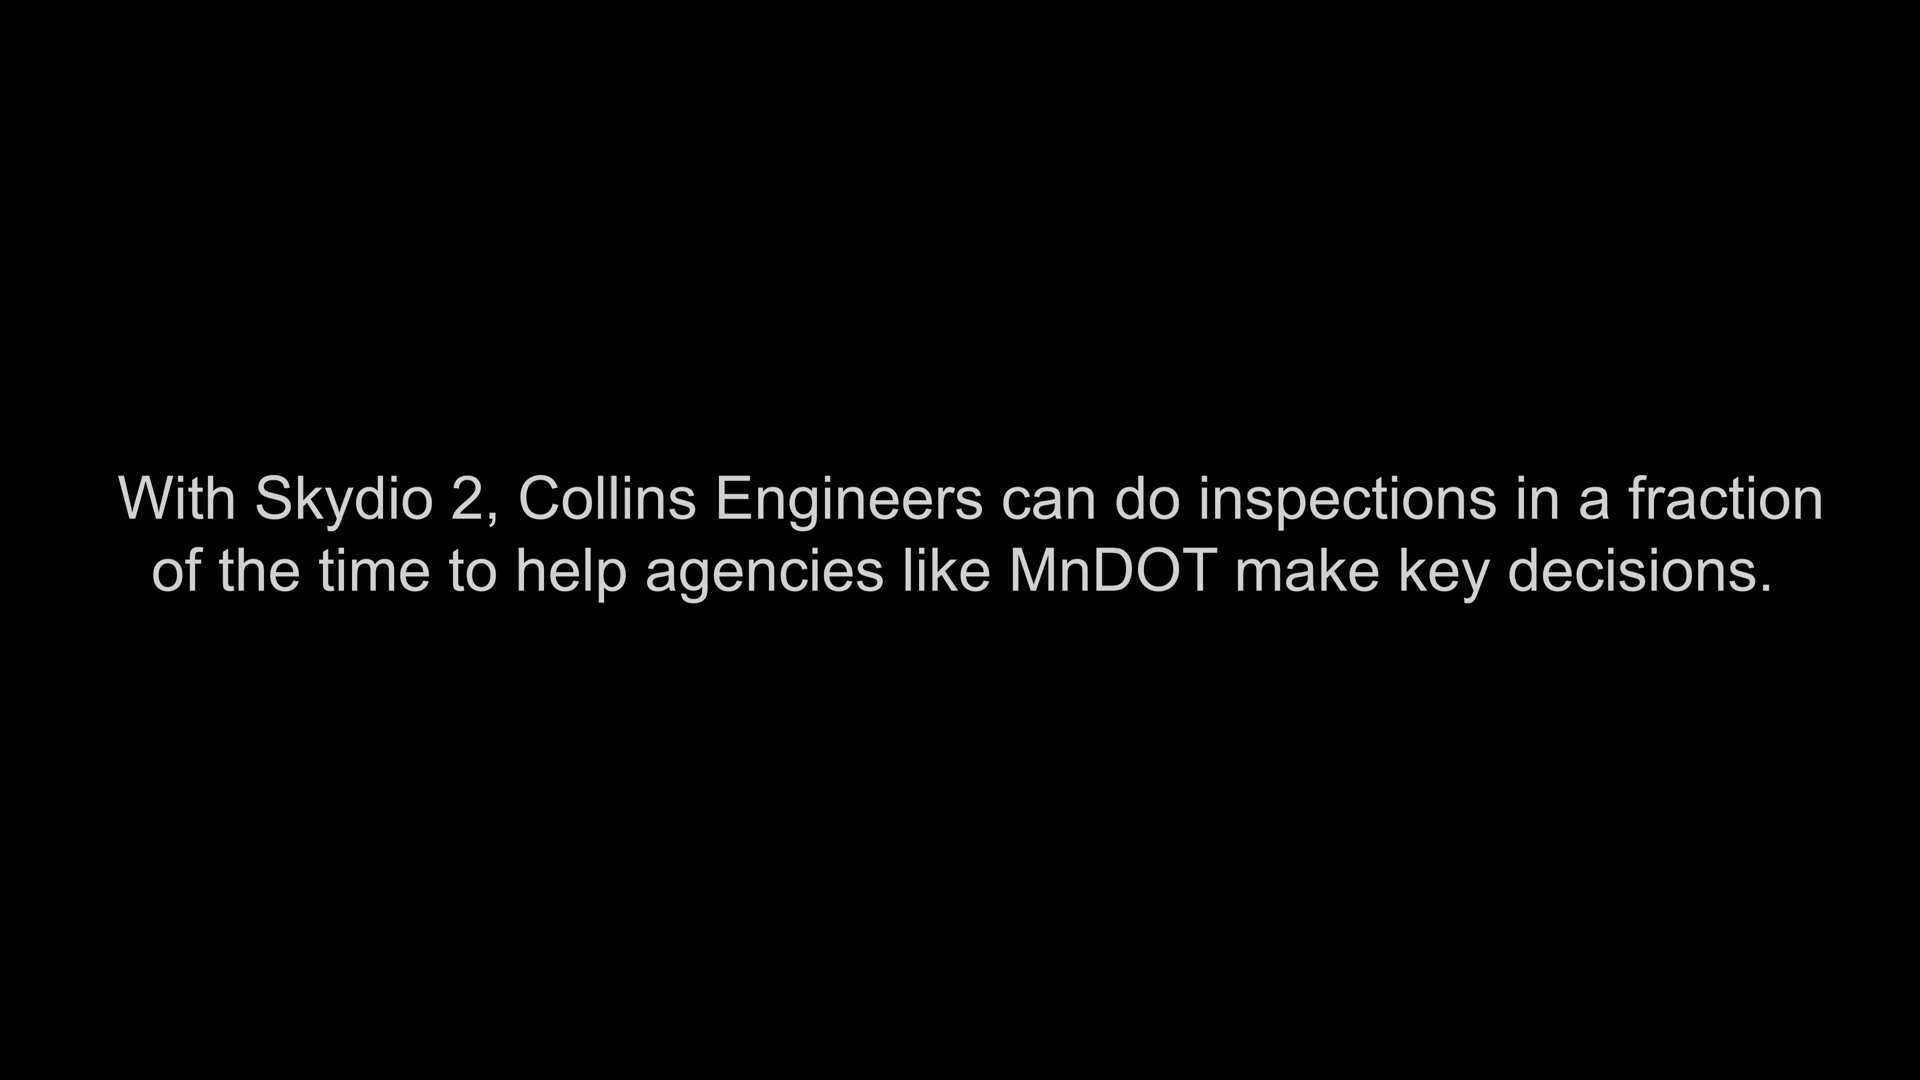 With Skydio 2, Collins Engineers can do inspections in a fraction
of the time to help agencies like MnDOT make key decisions.